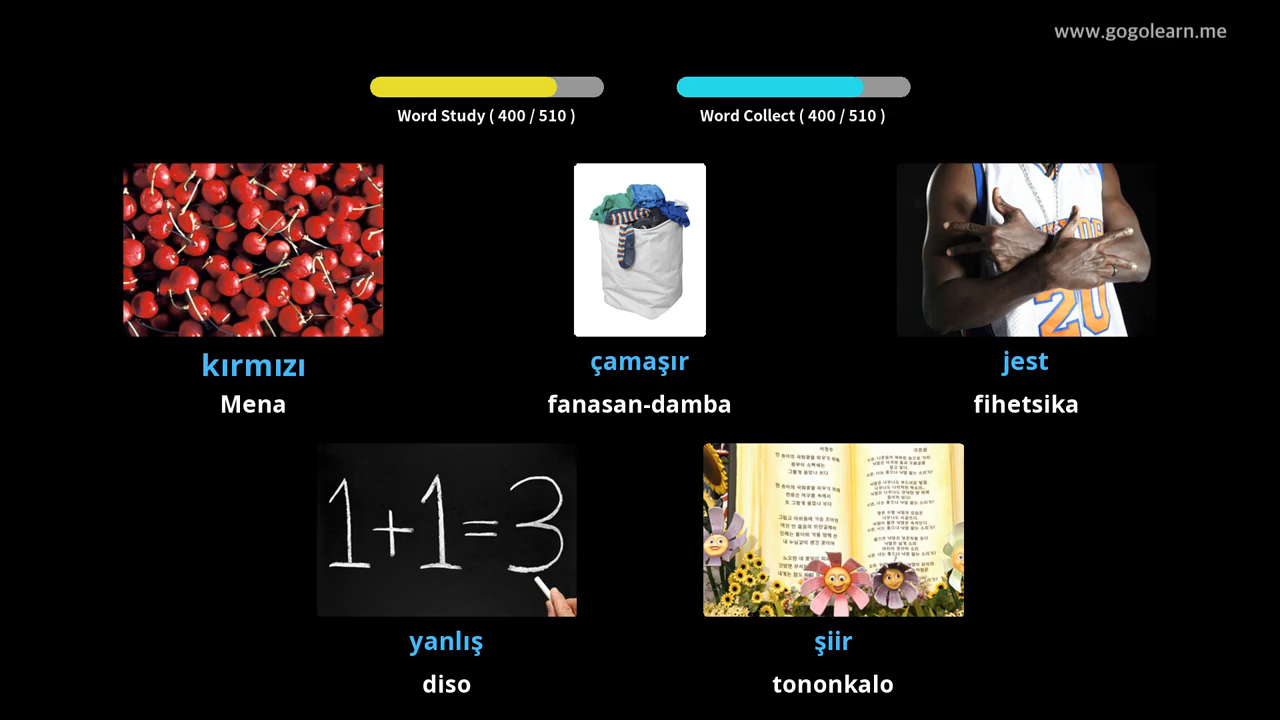 www.gogolearn.me
Word Study ( 400 / 510 )
Word Collect ( 400 / 510 )
kırmızı
Mena
çamaşır
fanasan-damba
jest
fihetsika
20
1+1=3
yanlış
diso
şiir
tononkalo